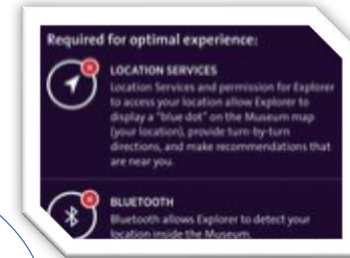 Required for optimal experience:
LOCATION SERVICES
Location Services and permission for Explorer
to access your location allow Explorer to
display a "blue dot" on the Museum map
(your location), provide turn-by-turn
directions, and make recommendations that
are near you.
BLUETOOTH
Bluetooth allows Explorer to detect your
location inside the Museum.